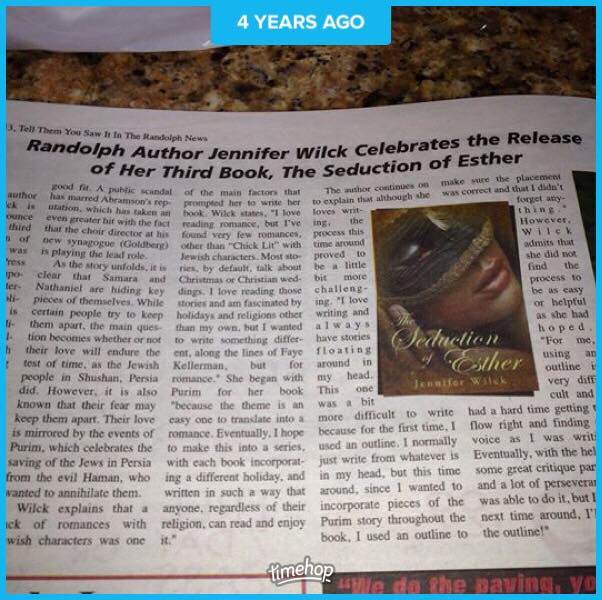 4 YEARS AGO
3, Tell Them You Saw It In The Randolph News
Randolph Author Jennifer Wilck Celebrates the Release
of Her Third Book, The Seduction of Esther
author
ck is
ounce
third
of
was
is
good fit. A public scandal
has marred Abramson's rep-
utation, which has taken an
even greater hit with the fact
that the choir director at his
new synagogue (Goldberg)
is playing the lead role.
As the story unfolds, it is
clear that Samara and
Nathaniel are hiding key
pieces of themselves. While
certain people try to keep
them apart, the main ques-
tion becomes whether or not
their love will endure the
test of time, as the Jewish
people in Shushan, Persia
did. However, it is also
known that their fear may
keep them apart. Their love
is mirrored by the events of
Purim, which celebrates the
saving of the Jews in Persia
from the evil Haman, who
wanted to annihilate them.
Wilck explains that a
ck of romances with
wish characters was one
of the main factors that
prompted her to write her
book. Wilck states, "I love
reading romance, but I've
found very few romances,
other than "Chick Lit" with
Jewish characters. Most sto-
ries, by default, talk about
Christmas or Christian wed-
dings. I love reading those
stories and am fascinated by
holidays and religions other
than my own, but I wanted
to write something differ-
ent, along the lines of Faye
Kellerman, but for
romance." She began with
Purim for her book
"because the theme is an
easy one to translate into a
romance. Eventually, I hope
to make this into a series,
with each book incorporat-
ing a different holiday, and
written in such a way that
anyone, regardless of their
religion, can read and enjoy
it."
The author continues on
to explain that although she
loves writ-
ing, the
process this
time around
proved to
be a little
bit more
challeng-
ing. "I love
writing and
always
have stories
floating
around in
my head.
This one
was a bit
more difficult to write
because for the first time, I
used an outline. I normally
just write from whatever is
in my head, but this time
around, since I wanted to
incorporate pieces of the
Purim story throughout the
book, I used an outline to
The
Seduction
of Esther
Jennifer Wilck
make sure the placement
was correct and that I didn't
forget any-
thing."
However,
Wilck
admits that
she did not
find the
process to
be as easy
or helpful
as she had
hoped.
"For me,
using an
outline i
very diff
cult and
had a hard time getting
flow right and finding
voice as I was writi
Eventually, with the hel
some great critique par
and a lot of perseveran
was able to do it, but I
next time around, I'l
the outline!"
timehop
"We do the paving, yo